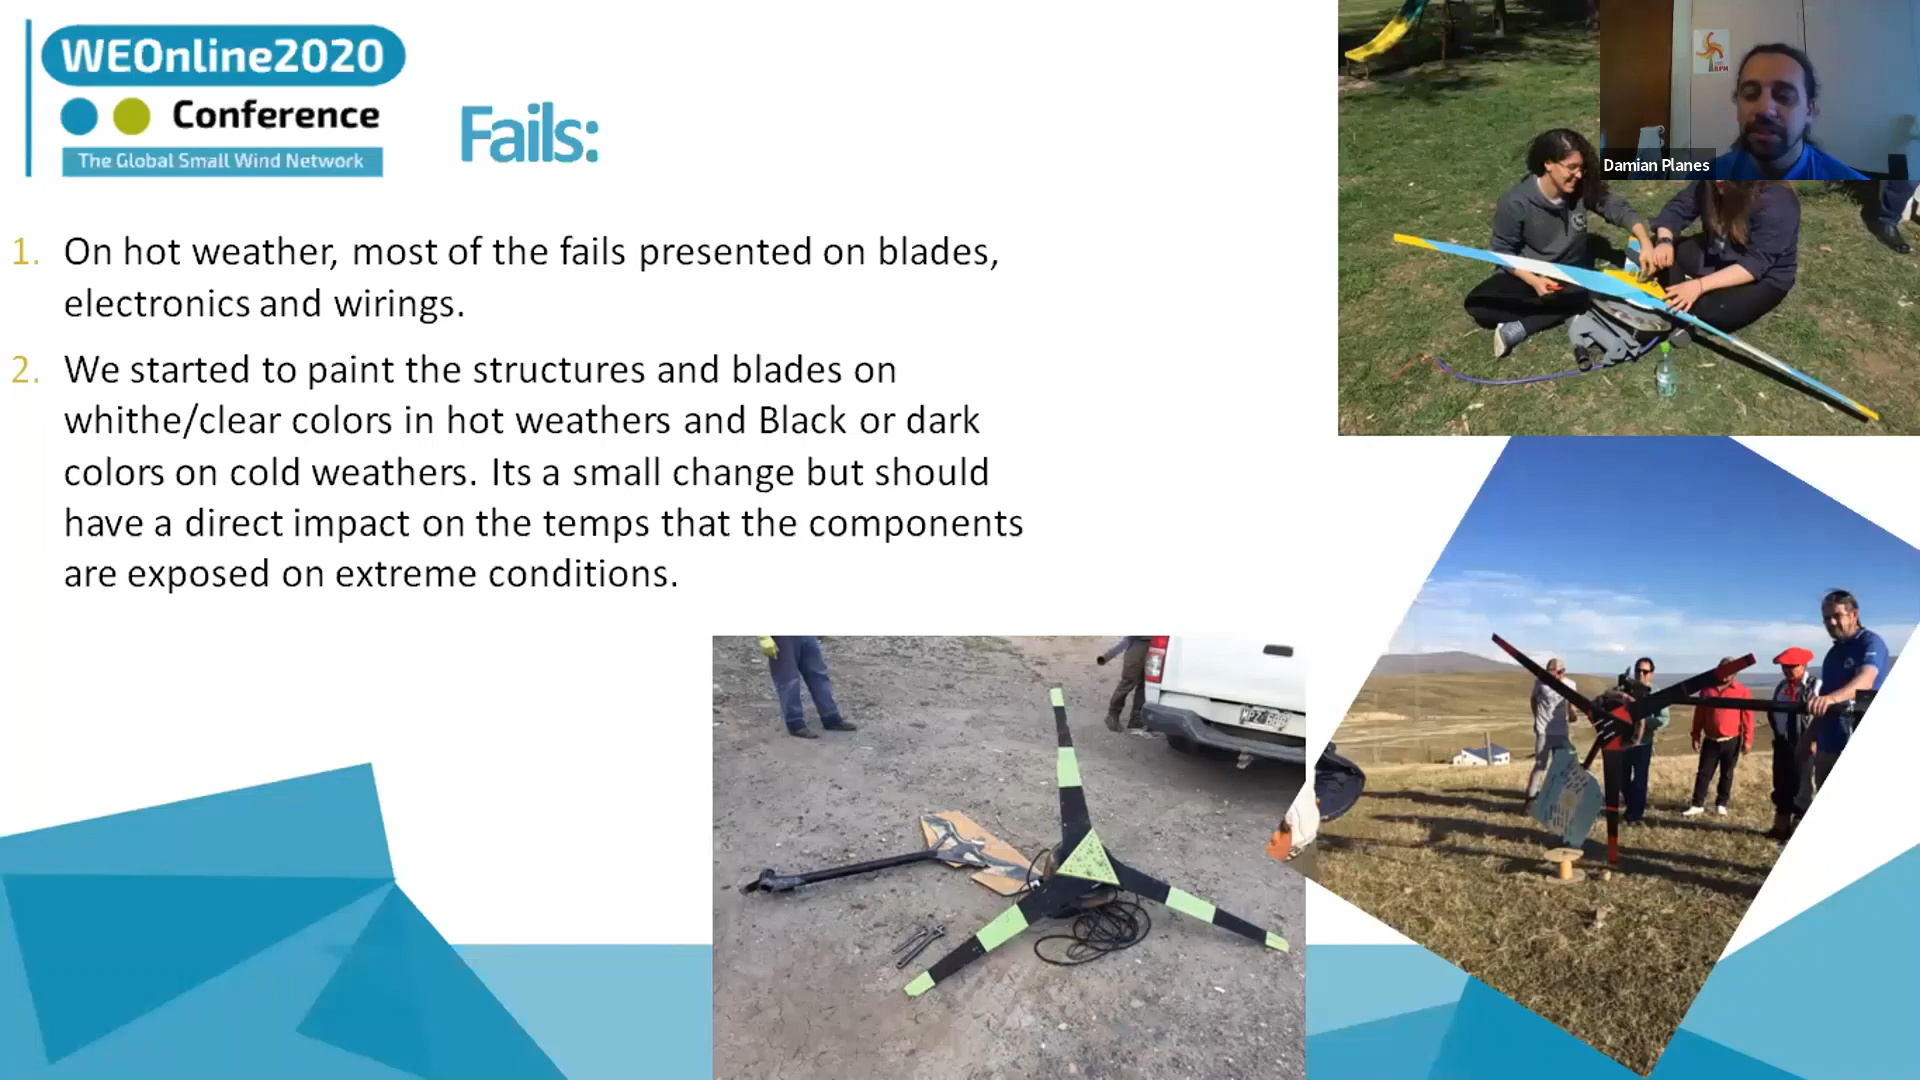 WEOnline2020
Conference
The Global Small Wind Network
Fails:
Damian Planes
1. On hot weather, most of the fails presented on blades,
electronics and wirings.
2. We started to paint the structures and blades on
whithe/clear colors in hot weathers and Black or dark
colors on cold weathers. Its a small change but should
have a direct impact on the temps that the components
are exposed on extreme conditions.